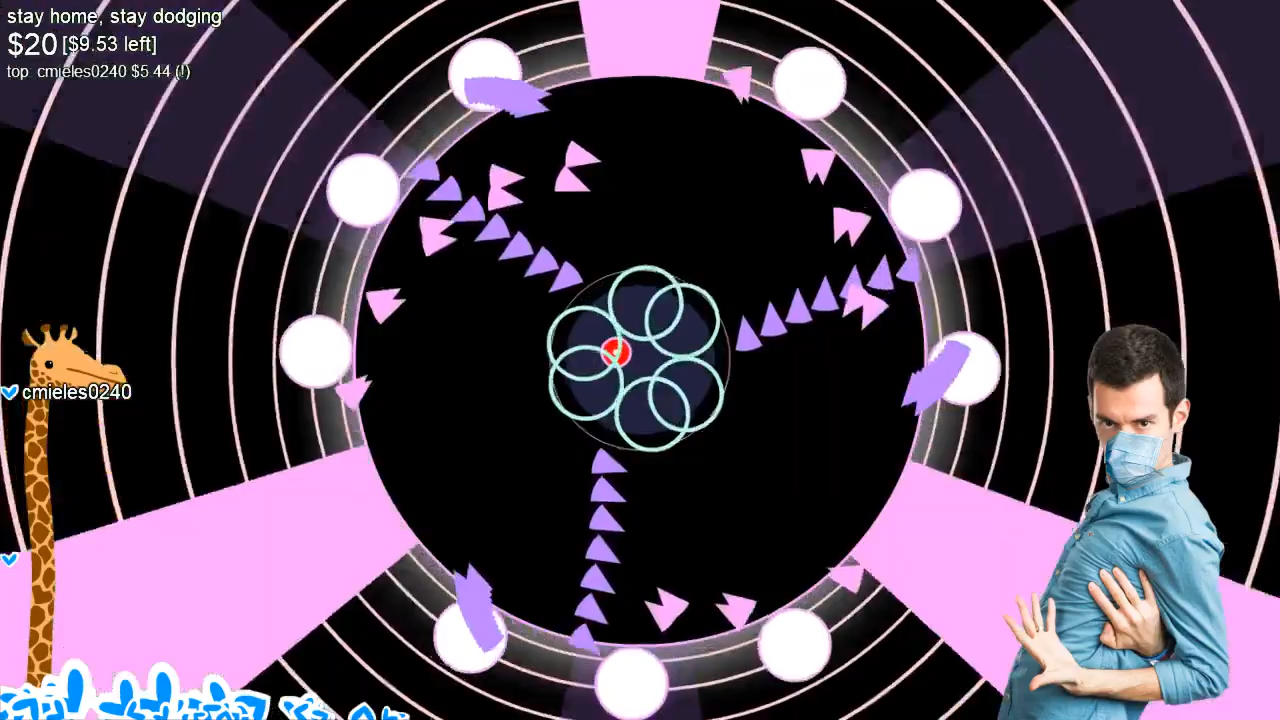 stay home, stay dodging
$20 [$9.53 left]
top: cmieles0240 $5.44 (!)
cmieles0240